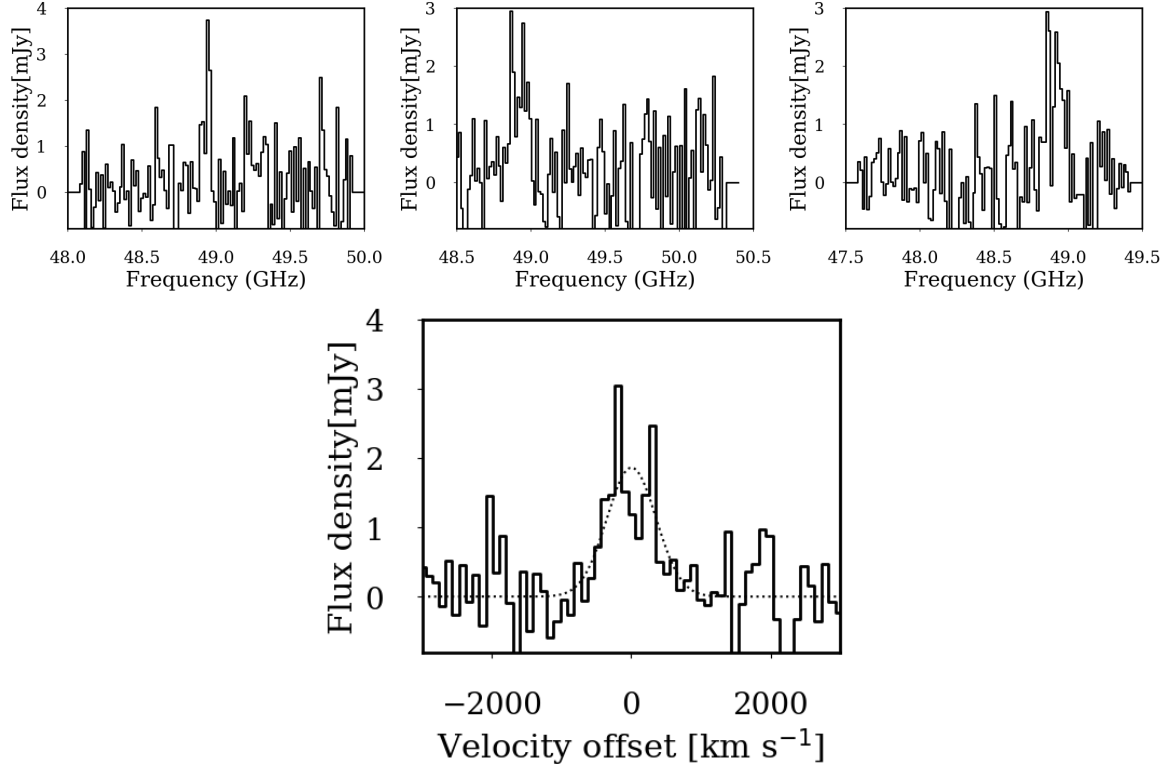 4
3
2
1
0
Flux density[mJy]
48.0 48.5 49.0 49.5 50.0
Frequency (GHz)
3
2
1
0
Flux density[mJy]
48.5 49.0 49.5 50.0 50.5
Frequency (GHz)
3
2
1
0
Flux density[mJy]
47.5 48.0 48.5 49.0 49.5
Frequency (GHz)
4
3
2
1
0
Flux density[mJy]
−2000 0 2000
Velocity offset [km s⁻¹]